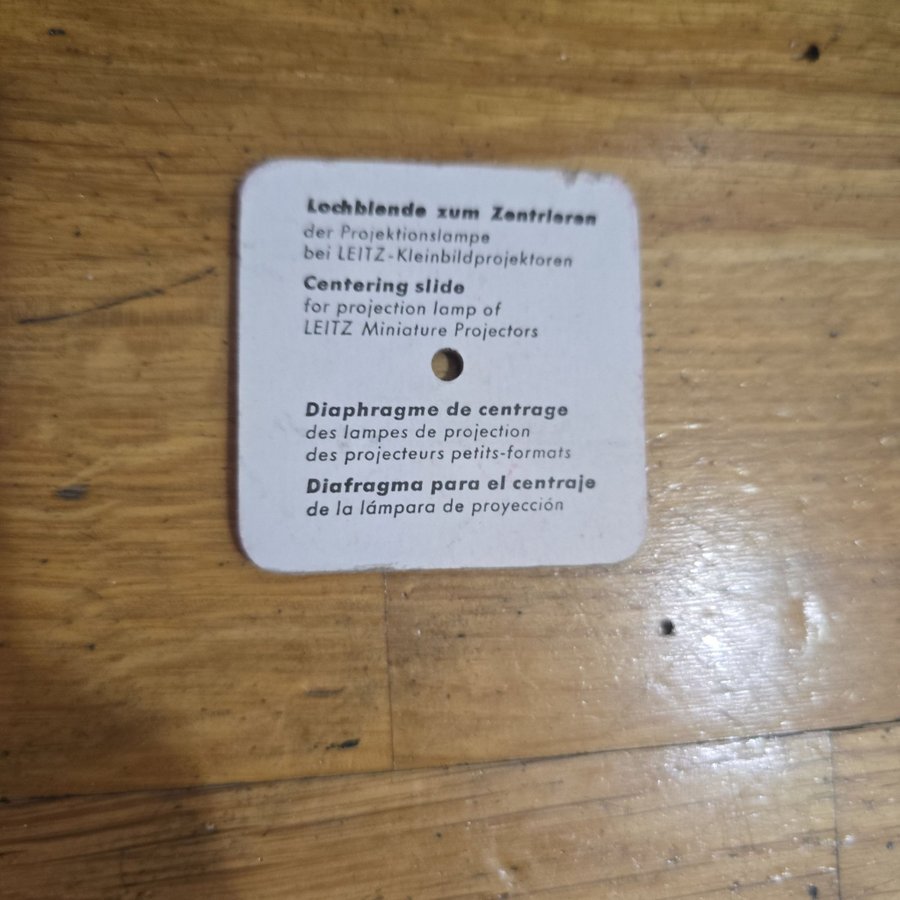 Lochblende zum Zentrieren
der Projektionslampe
bei LEITZ-Kleinbildprojektoren
Centering slide
for projection lamp of
LEITZ Miniature Projectors
Diaphragme de centrage
des lampes de projection
des projecteurs petits-formats
Diafragma para el centraje
de la lámpara de proyección